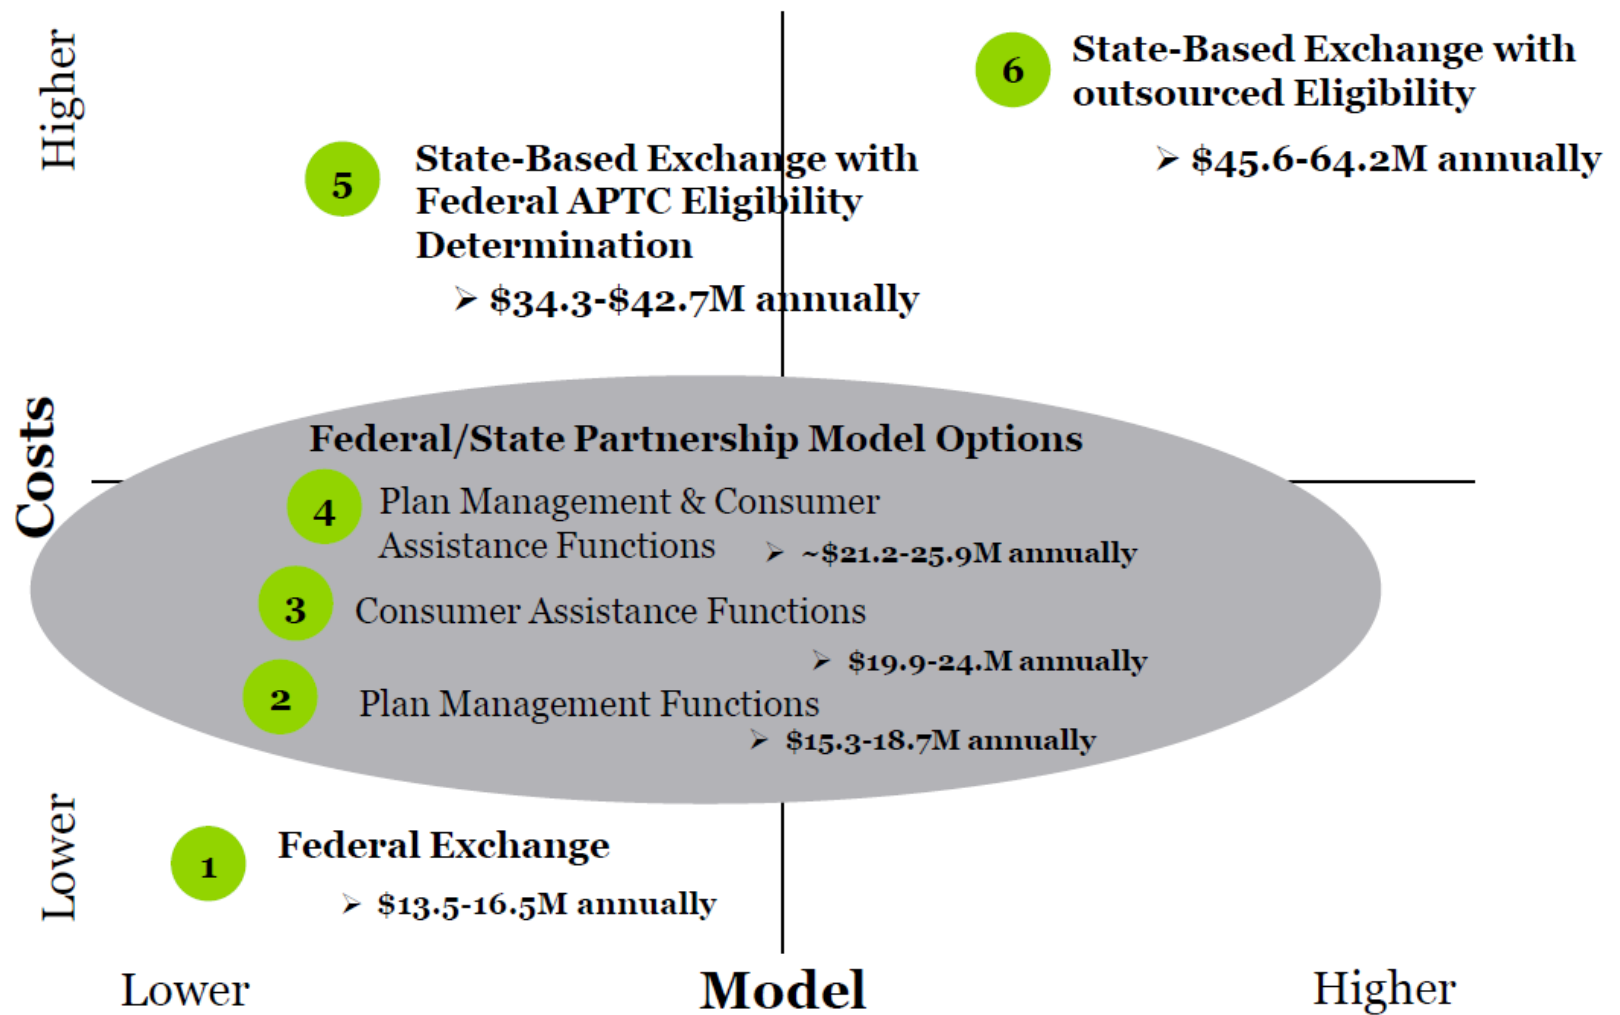 Higher
6
State-Based Exchange with
outsourced Eligibility
➢ $45.6-64.2M annually
5
State-Based Exchange with
Federal APTC Eligibility
Determination
➢ $34.3-$42.7M annually
Costs
Federal/State Partnership Model Options
4
Plan Management & Consumer
Assistance Functions
➢ ~$21.2-25.9M annually
3
Consumer Assistance Functions
➢ $19.9-24.M annually
2
Plan Management Functions
➢ $15.3-18.7M annually
Lower
1
Federal Exchange
➢ $13.5-16.5M annually
Lower
Model
Higher